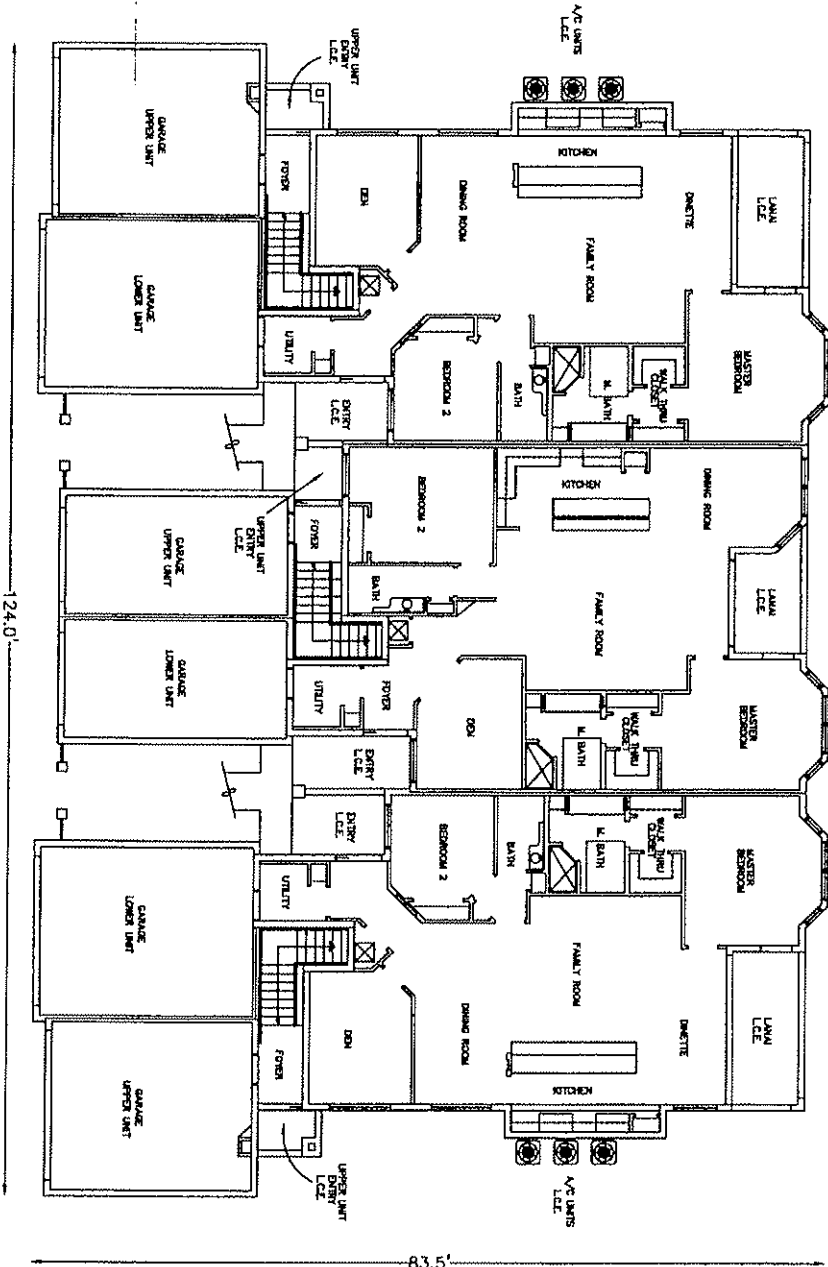 A/C UNITS
L.C.E.
UPPER UNIT
ENTRY
L.C.E.
GARAGE
UPPER UNIT
FOYER
DEN
DINING ROOM
KITCHEN
DINETTE
LANAI
L.C.E.
FAMILY ROOM
GARAGE
LOWER UNIT
UTILITY
BEDROOM 2
BATH
M. BATH
WALK THRU
CLOSET
MASTER
BEDROOM
ENTRY
L.C.E.
UPPER UNIT
ENTRY
L.C.E.
FOYER
BEDROOM 2
KITCHEN
DINING ROOM
LANAI
L.C.E.
GARAGE
UPPER UNIT
BATH
FAMILY ROOM
GARAGE
LOWER UNIT
UTILITY
FOYER
DEN
M. BATH
WALK THRU
CLOSET
MASTER
BEDROOM
ENTRY
L.C.E.
ENTRY
L.C.E.
BEDROOM 2
BATH
M. BATH
WALK THRU
CLOSET
MASTER
BEDROOM
UTILITY
GARAGE
LOWER UNIT
FAMILY ROOM
LANAI
L.C.E.
DEN
DINING ROOM
DINETTE
KITCHEN
FOYER
GARAGE
UPPER UNIT
UPPER UNIT
ENTRY
L.C.E.
A/C UNITS
L.C.E.
124.0'
83.5'